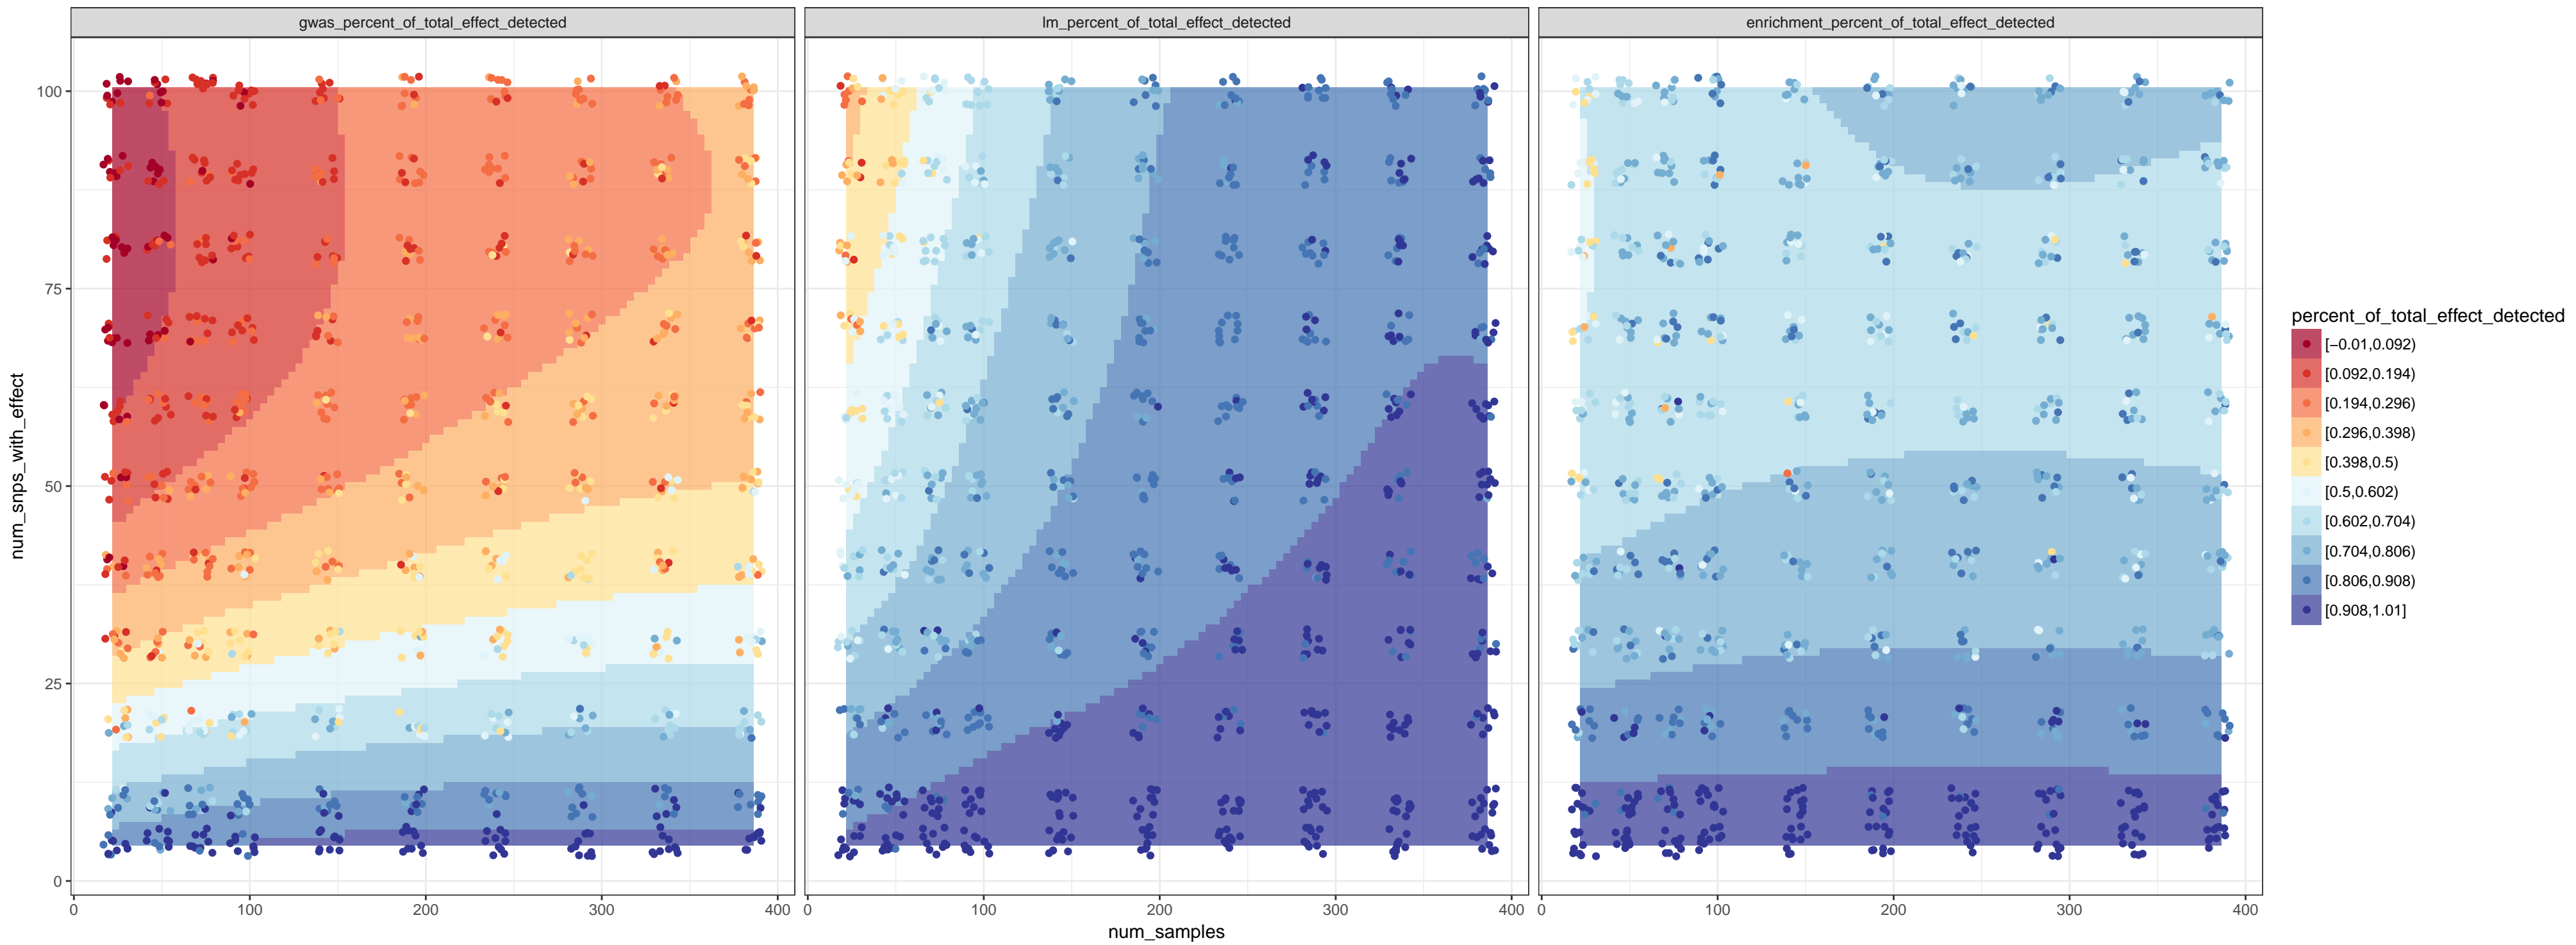 gwas_percent_of_total_effect_detected
lm_percent_of_total_effect_detected
enrichment_percent_of_total_effect_detected
num_snps_with_effect
100
75
50
25
0
0 100 200 300 400
0 100 200 300 400
0 100 200 300 400
num_samples
percent_of_total_effect_detected
[−0.01,0.092)
[0.092,0.194)
[0.194,0.296)
[0.296,0.398)
[0.398,0.5)
[0.5,0.602)
[0.602,0.704)
[0.704,0.806)
[0.806,0.908)
[0.908,1.01]